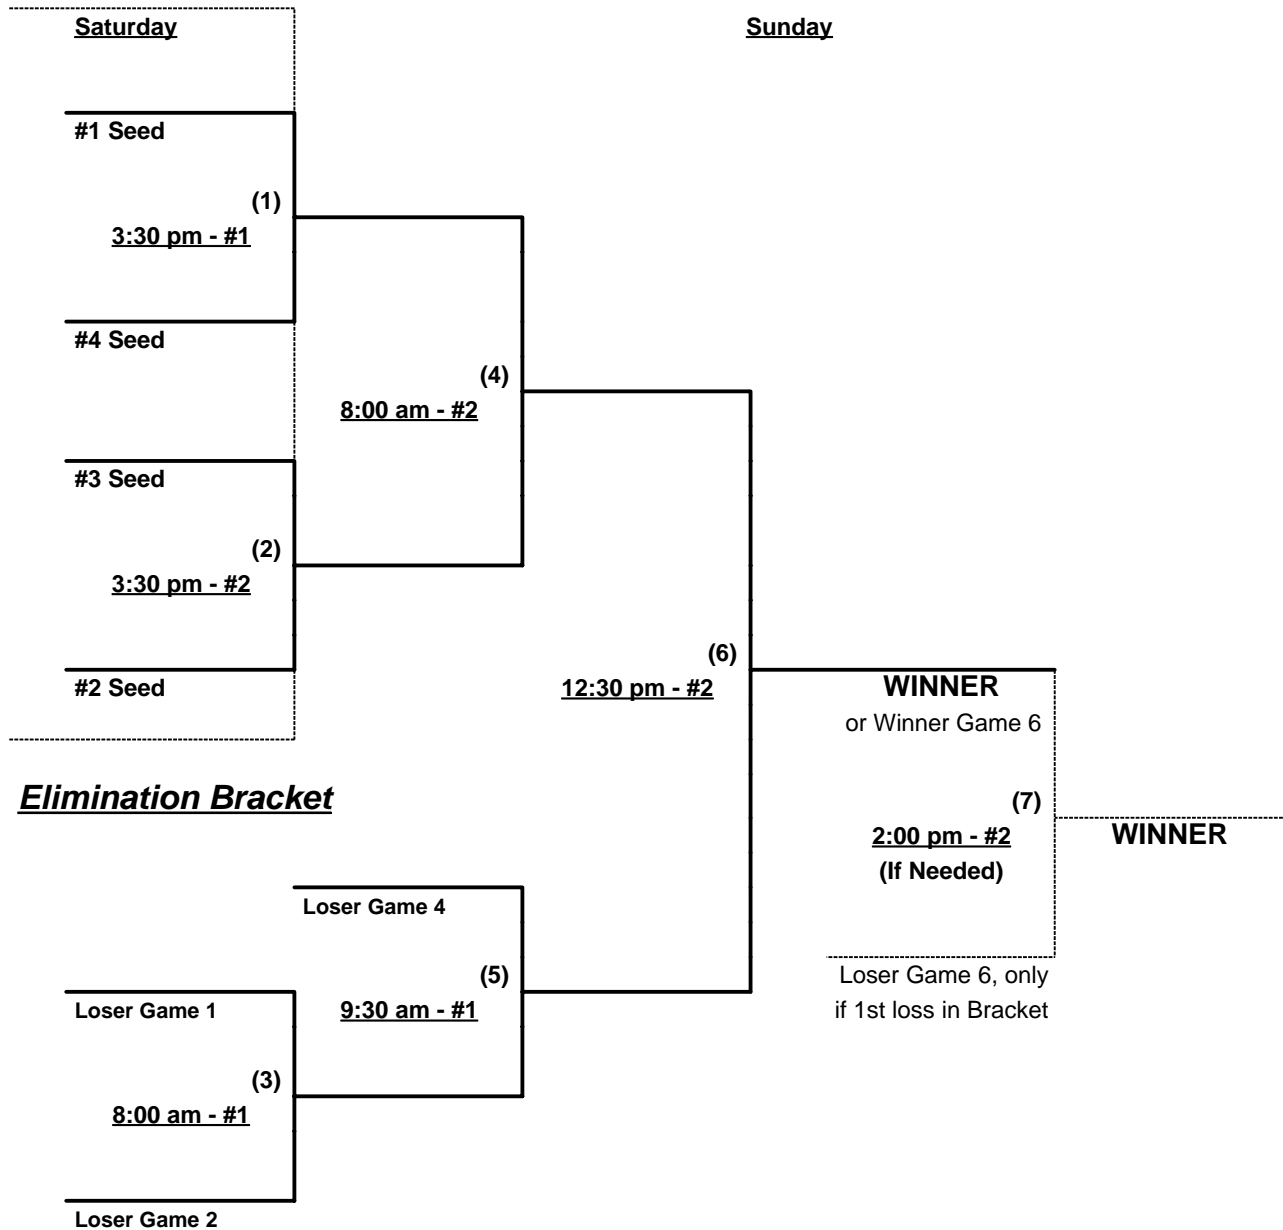 Saturday
Sunday
#1 Seed
(1)
3:30 pm - #1
#4 Seed
(4)
8:00 am - #2
#3 Seed
(2)
3:30 pm - #2
#2 Seed
(6)
12:30 pm - #2
WINNER
or Winner Game 6
Elimination Bracket
(7)
2:00 pm - #2
(If Needed)
WINNER
Loser Game 4
(5)
9:30 am - #1
Loser Game 6, only
if 1st loss in Bracket
Loser Game 1
(3)
8:00 am - #1
Loser Game 2